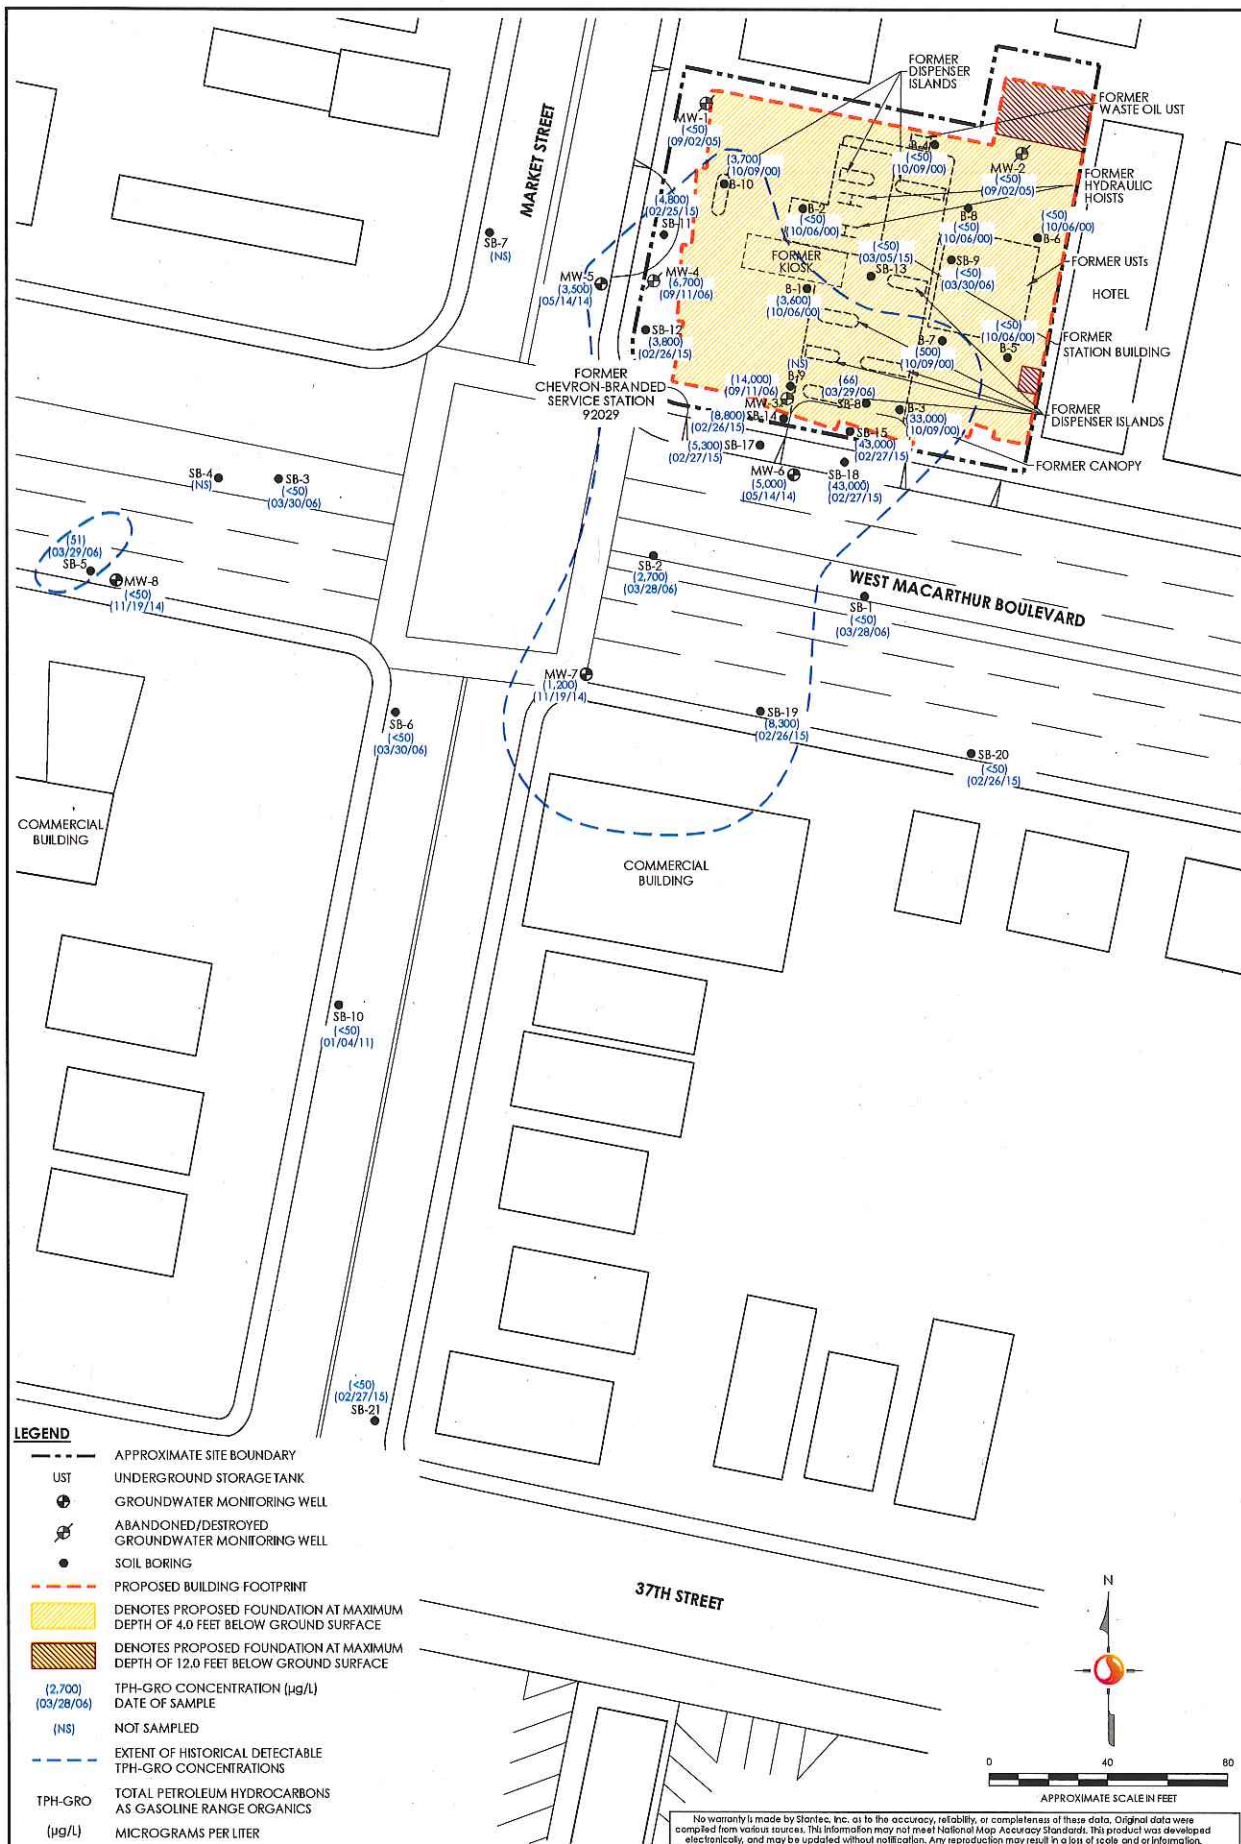 FORMER
DISPENSER
ISLANDS
FORMER
WASTE OIL UST
MARKET STREET
MW-1
(<50)
(09/02/05)
B-4
(<50)
(10/09/00)
MW-2
(<50)
(09/02/05)
(3,700)
(10/09/00)
B-10
FORMER
HYDRAULIC
HOISTS
(4,800)
(02/25/15)
SB-11
B-2
(<50)
(10/06/00)
B-8
(<50)
(10/06/00)
(<50)
(10/06/00)
B-6
SB-7
(NS)
(<50)
(03/05/15)
SB-13
SB-9
(<50)
(03/30/06)
FORMER
KIOSK
FORMER USTs
HOTEL
MW-5
(3,500)
(05/14/14)
MW-4
(6,700)
(09/11/06)
B-1
(3,600)
(10/06/00)
SB-12
(3,800)
(02/26/15)
B-7
(500)
(10/09/00)
(<50)
(10/06/00)
B-5
FORMER
STATION BUILDING
FORMER
CHEVRON-BRANDED
SERVICE STATION
92029
(NS)
B-9
(14,000)
(09/11/06)
MW-3
(66)
(03/29/06)
SB-8
B-3
(33,000)
(10/09/00)
FORMER
DISPENSER ISLANDS
(8,800)
(02/26/15)
SB-14
SB-15
(43,000)
(02/27/15)
(5,300)
(02/27/15)
SB-17
FORMER CANOPY
MW-6
(5,000)
(05/14/14)
SB-18
(43,000)
(02/27/15)
SB-4
(NS)
SB-3
(<50)
(03/30/06)
(51)
(03/29/06)
SB-5
MW-8
(<50)
(11/19/14)
SB-2
(2,700)
(03/28/06)
WEST MACARTHUR BOULEVARD
SB-1
(<50)
(03/28/06)
MW-7
(1,200)
(11/19/14)
SB-6
(<50)
(03/30/06)
SB-19
(8,300)
(02/26/15)
SB-20
(<50)
(02/26/15)
COMMERCIAL
BUILDING
COMMERCIAL
BUILDING
SB-10
(<50)
(01/04/11)
(<50)
(02/27/15)
SB-21
37TH STREET
LEGEND
APPROXIMATE SITE BOUNDARY
UST UNDERGROUND STORAGE TANK
GROUNDWATER MONITORING WELL
ABANDONED/DESTROYED
GROUNDWATER MONITORING WELL
SOIL BORING
PROPOSED BUILDING FOOTPRINT
DENOTES PROPOSED FOUNDATION AT MAXIMUM
DEPTH OF 4.0 FEET BELOW GROUND SURFACE
DENOTES PROPOSED FOUNDATION AT MAXIMUM
DEPTH OF 12.0 FEET BELOW GROUND SURFACE
(2,700) TPH-GRO CONCENTRATION (µg/L)
(03/28/06) DATE OF SAMPLE
(NS) NOT SAMPLED
EXTENT OF HISTORICAL DETECTABLE
TPH-GRO CONCENTRATIONS
TPH-GRO TOTAL PETROLEUM HYDROCARBONS
AS GASOLINE RANGE ORGANICS
(µg/L) MICROGRAMS PER LITER
N
0 40 80
APPROXIMATE SCALE IN FEET
No warranty is made by Stantec, Inc. as to the accuracy, reliability, or completeness of these data. Original data were
compiled from various sources. This information may not meet National Map Accuracy Standards. This product was developed
electronically, and may be updated without notification. Any reproduction may result in a loss of scale and or information.